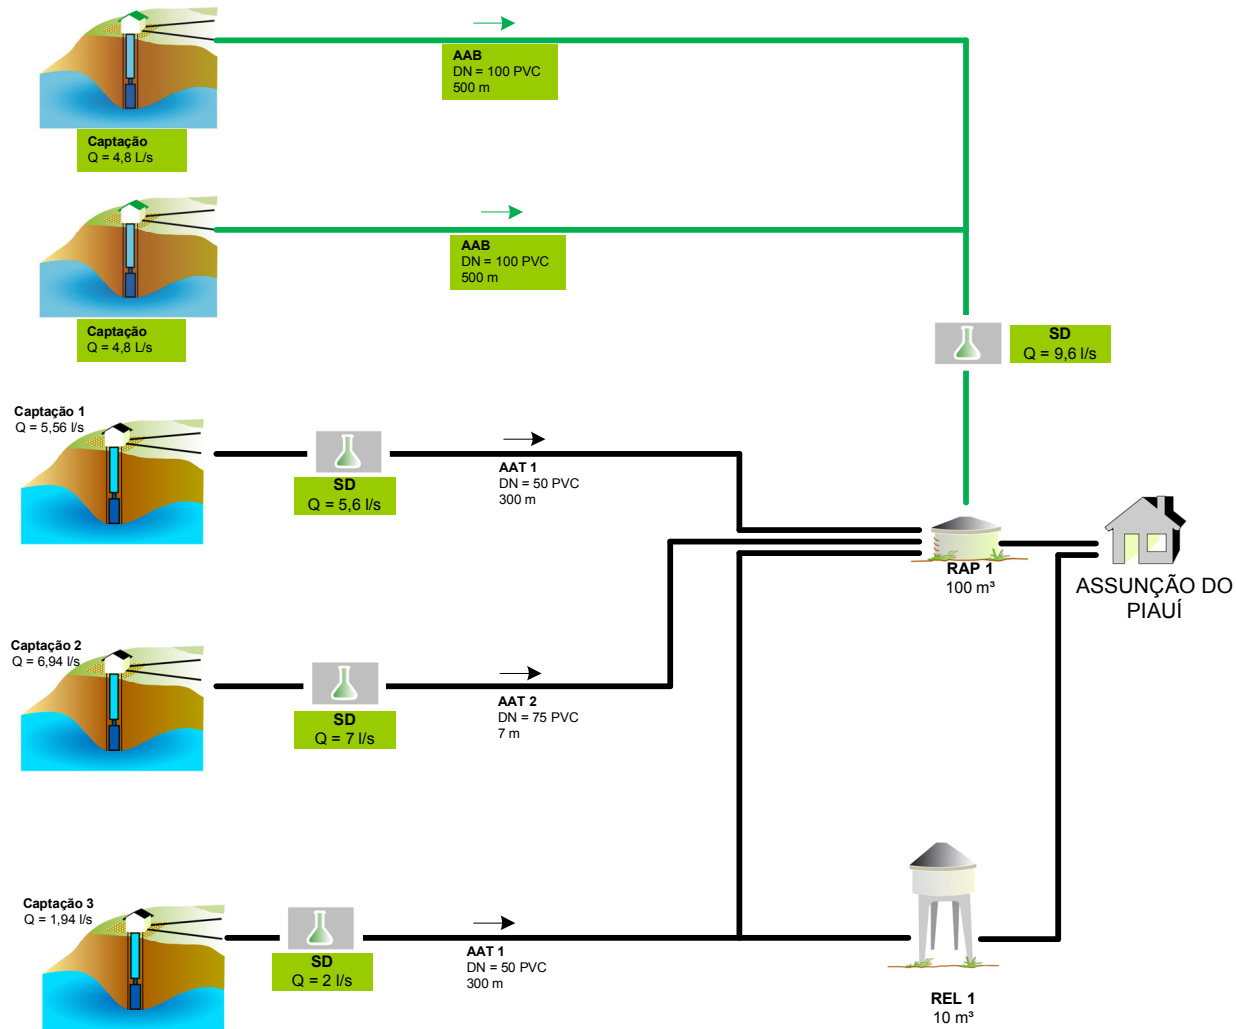 AAB
DN = 100 PVC
500 m
Captação
Q = 4,8 L/s
AAB
DN = 100 PVC
500 m
Captação
Q = 4,8 L/s
SD
Q = 9,6 l/s
Captação 1
Q = 5,56 l/s
SD
Q = 5,6 l/s
AAT 1
DN = 50 PVC
300 m
RAP 1
100 m³
ASSUNÇÃO DO
PIAUÍ
Captação 2
Q = 6,94 l/s
SD
Q = 7 l/s
AAT 2
DN = 75 PVC
7 m
Captação 3
Q = 1,94 l/s
SD
Q = 2 l/s
AAT 1
DN = 50 PVC
300 m
REL 1
10 m³